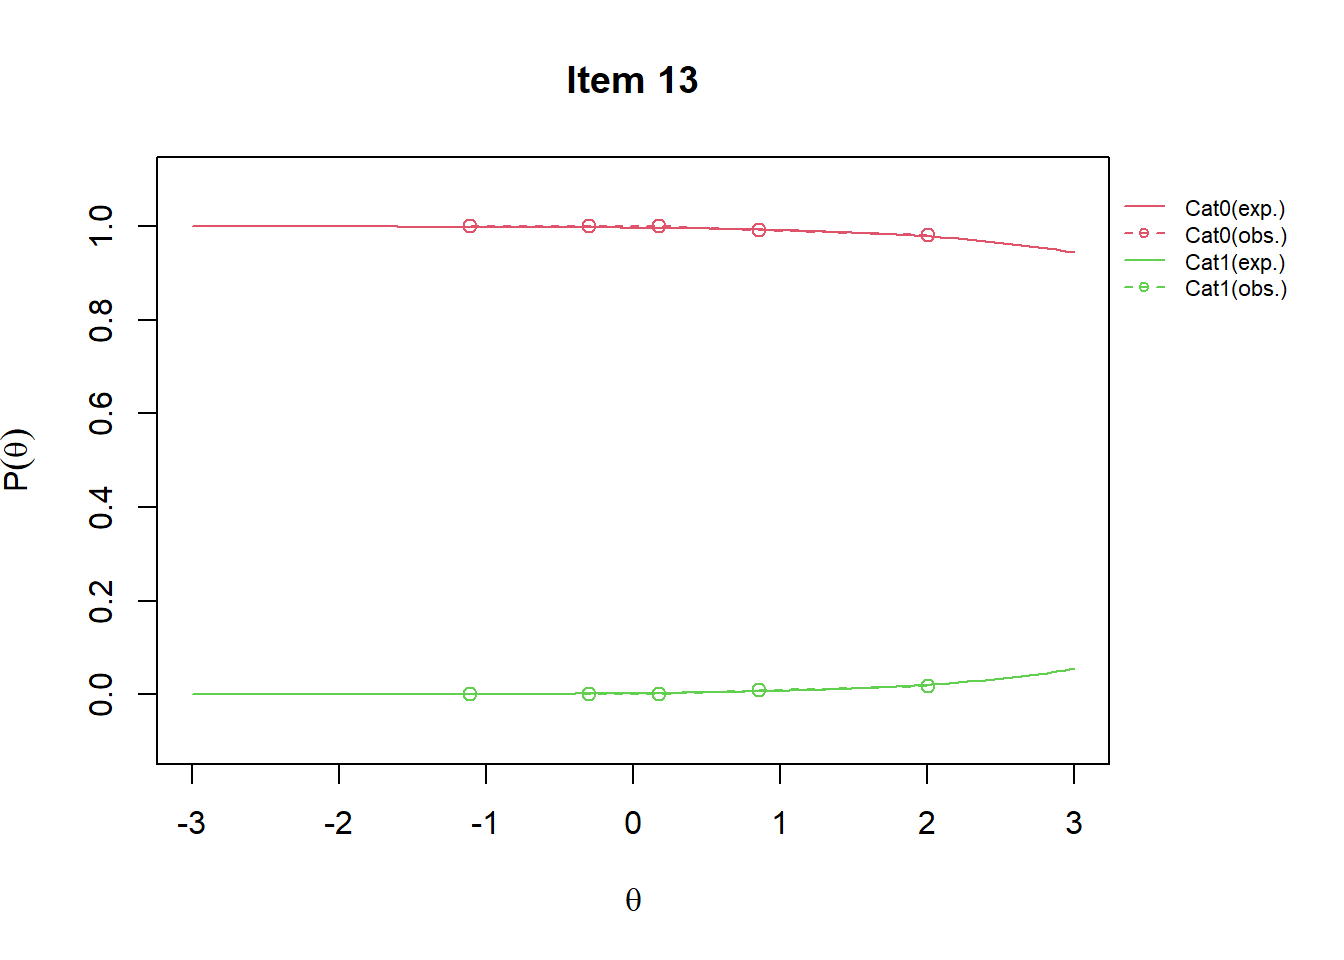 Item 13
P(θ)
1.0
0.8
0.6
0.4
0.2
0.0
-3 -2 -1 0 1 2 3
θ
Cat0(exp.)
Cat0(obs.)
Cat1(exp.)
Cat1(obs.)